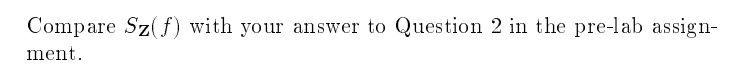 Compare S_Z(f) with your answer to Question 2 in the pre-lab assign-
ment.